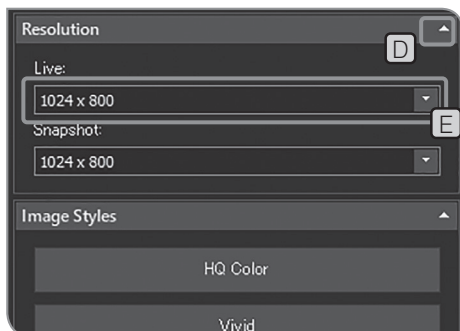 Resolution
D
Live:
1024 x 800
E
Snapshot:
1024 x 800
Image Styles
HQ Color
Vivid